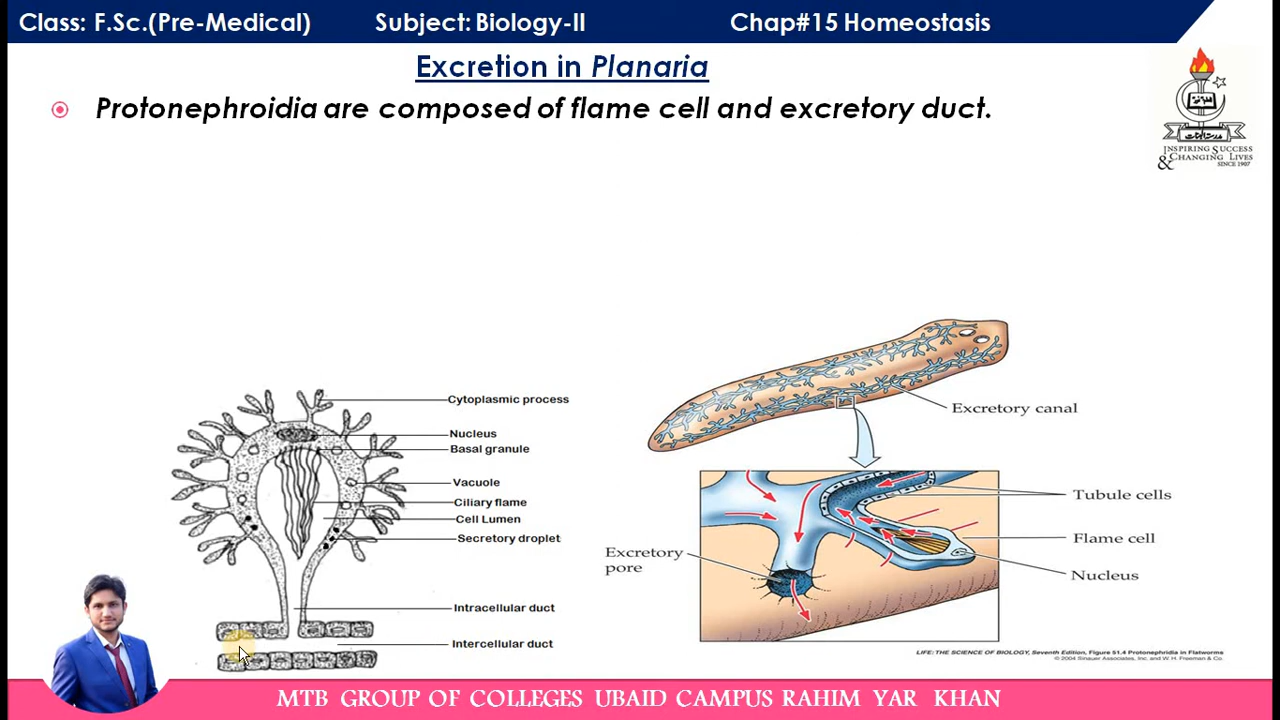 Class: F.Sc.(Pre-Medical) Subject: Biology-II Chap#15 Homeostasis
Excretion in Planaria
Protonephroidia are composed of flame cell and excretory duct.
INSPIRING SUCCESS
& CHANGING LIVES
SINCE 1907
Cytoplasmic process
Nucleus
Basal granule
Vacuole
Ciliary flame
Cell Lumen
Secretory droplet
Intracellular duct
Intercellular duct
Excretory canal
Tubule cells
Flame cell
Nucleus
Excretory
pore
LIFE: THE SCIENCE OF BIOLOGY, Seventh Edition, Figure 51.4 Protonephridia in Flatworms
© 2004 Sinauer Associates, Inc. and W. H. Freeman & Co.
MTB GROUP OF COLLEGES UBAID CAMPUS RAHIM YAR KHAN